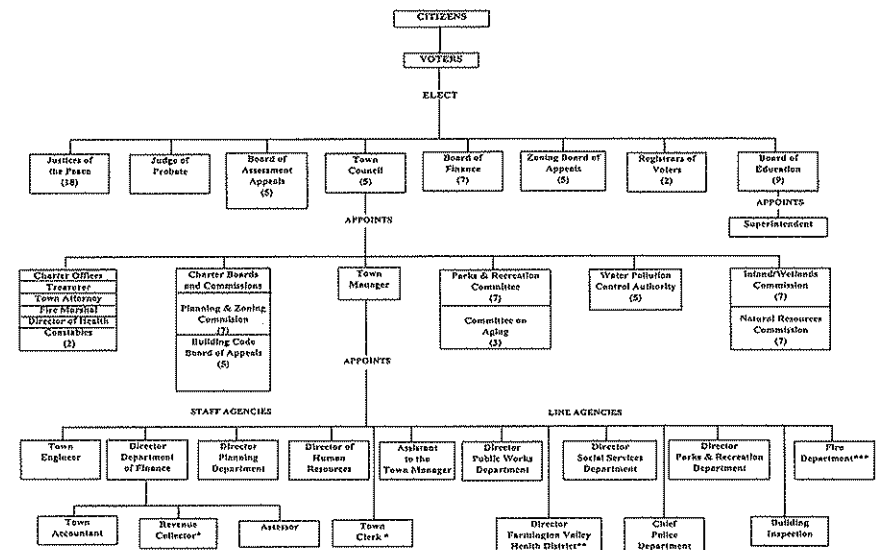 CITIZENS
VOTERS
ELECT
Justices of
the Peace
(18)
Judge of
Probate
Board of
Assessment
Appeals
(5)
Town
Council
(5)
Board of
Finance
(7)
Zoning Board of
Appeals
(5)
Registrars of
Voters
(2)
Board of
Education
(9)
APPOINTS
Superintendent
APPOINTS
Charter Offices
Treasurer
Town Attorney
Fire Marshal
Director of Health
Constables
(2)
Charter Boards
and Commissions
Planning & Zoning
Commission
(7)
Building Code
Board of Appeals
(5)
Town
Manager
Parks & Recreation
Committee
(7)
Committee on
Aging
(3)
Water Pollution
Control Authority
(5)
Inland/Wetlands
Commission
(7)
Natural Resources
Commission
(7)
APPOINTS
STAFF AGENCIES
LINE AGENCIES
Town
Engineer
Director
Department
of Finance
Director
Planning
Department
Director of
Human
Resources
Assistant
to the
Town Manager
Director
Public Works
Department
Director
Social Services
Department
Director
Parks & Recreation
Department
Fire
Department***
Town
Accountant
Revenue
Collector*
Assessor
Town
Clerk *
Director
Farmington Valley
Health District**
Chief
Police
Department
Building
Inspection